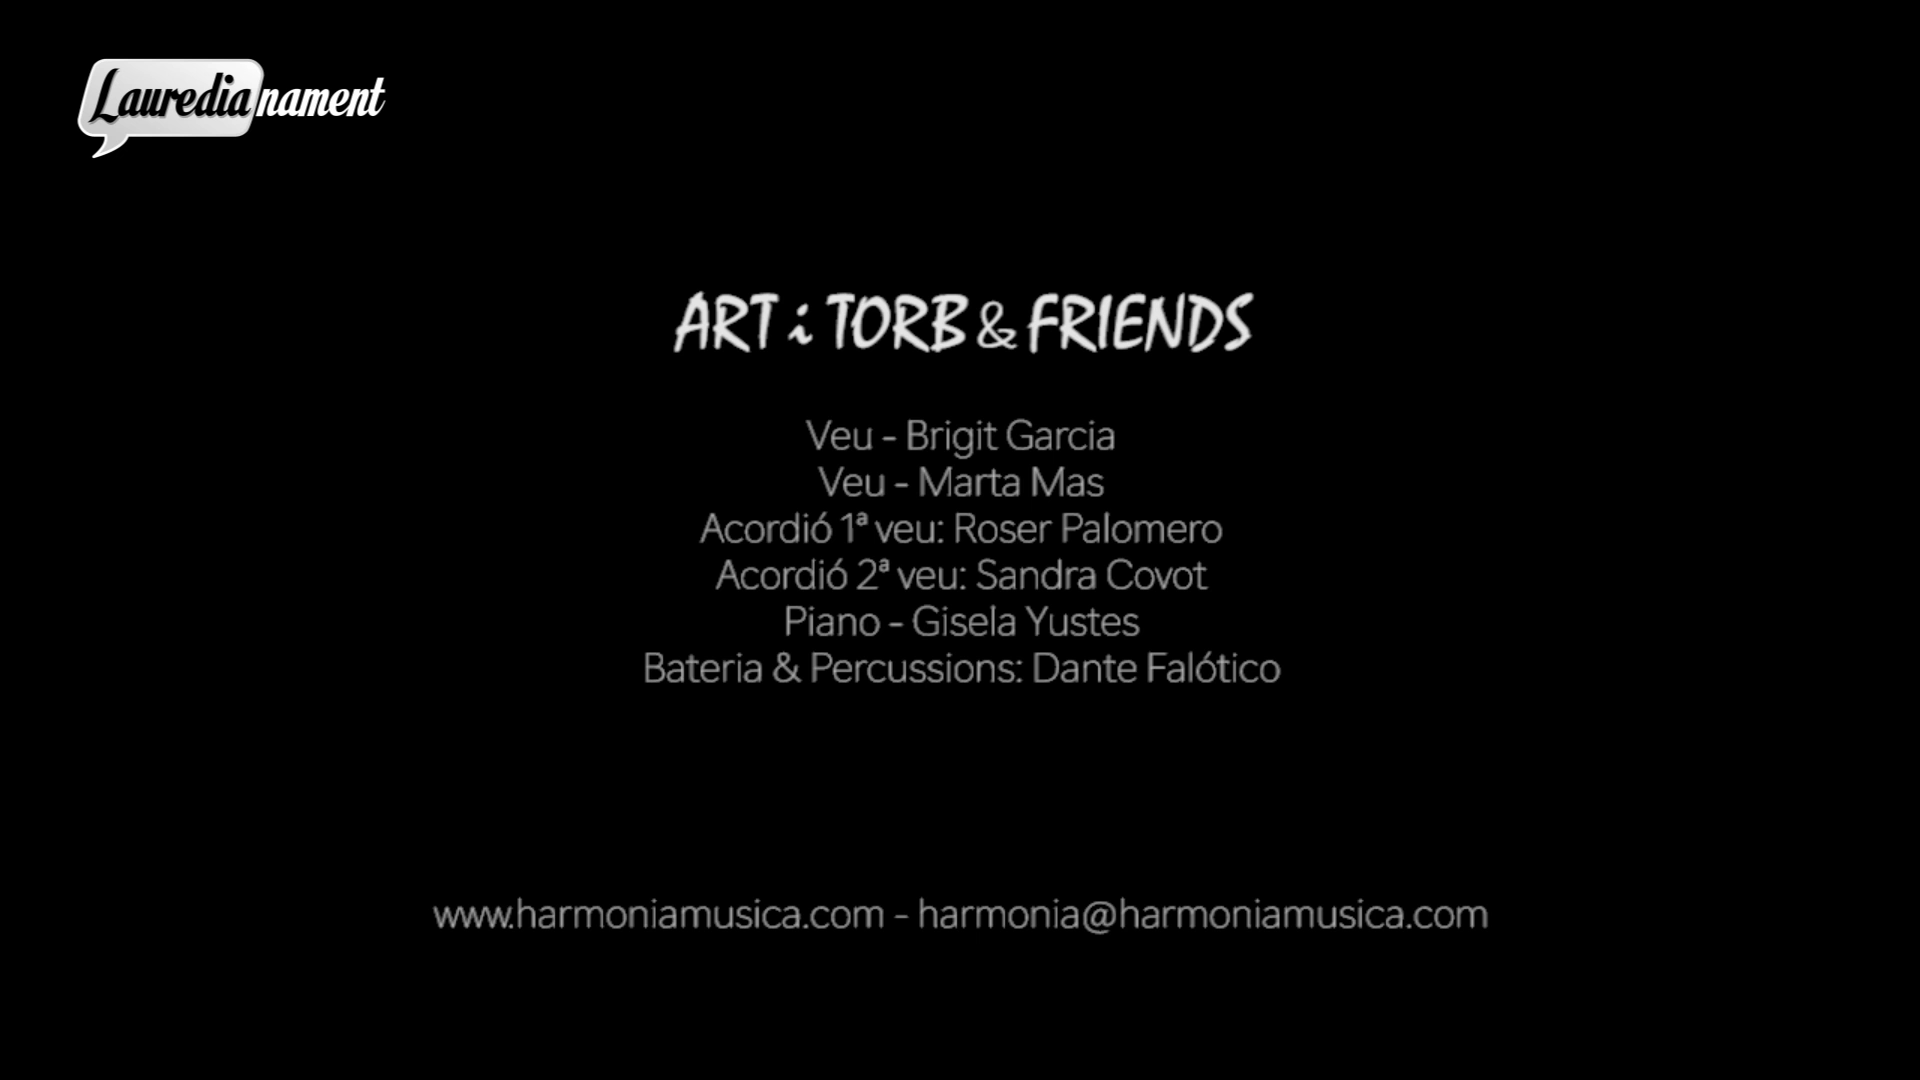 Lauredianament
ART i TORB & FRIENDS
Veu - Brigit Garcia
Veu - Marta Mas
Acordió 1ª veu: Roser Palomero
Acordió 2ª veu: Sandra Covot
Piano - Gisela Yustes
Bateria & Percussions: Dante Falótico
www.harmoniamusica.com - harmonia@harmoniamusica.com